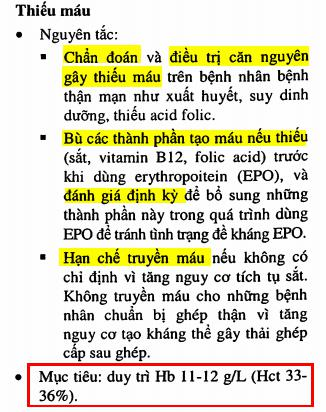 Thiếu máu
• Nguyên tắc:
▪ Chẩn đoán và điều trị căn nguyên
gây thiếu máu trên bệnh nhân bệnh
thận mạn như xuất huyết, suy dinh
dưỡng, thiếu acid folic.
▪ Bù các thành phần tạo máu nếu thiếu
(sắt, vitamin B12, folic acid) trước
khi dùng erythropoitein (EPO), và
đánh giá định kỳ để bổ sung những
thành phần này trong quá trình dùng
EPO để tránh tình trạng đề kháng EPO.
▪ Hạn chế truyền máu nếu không có
chỉ định vì tăng nguy cơ tích tụ sắt.
Không truyền máu cho những bệnh
nhân chuẩn bị ghép thận vì tăng
nguy cơ tạo kháng thể gây thải ghép
cấp sau ghép.
• Mục tiêu: duy trì Hb 11-12 g/L (Hct 33-
36%).